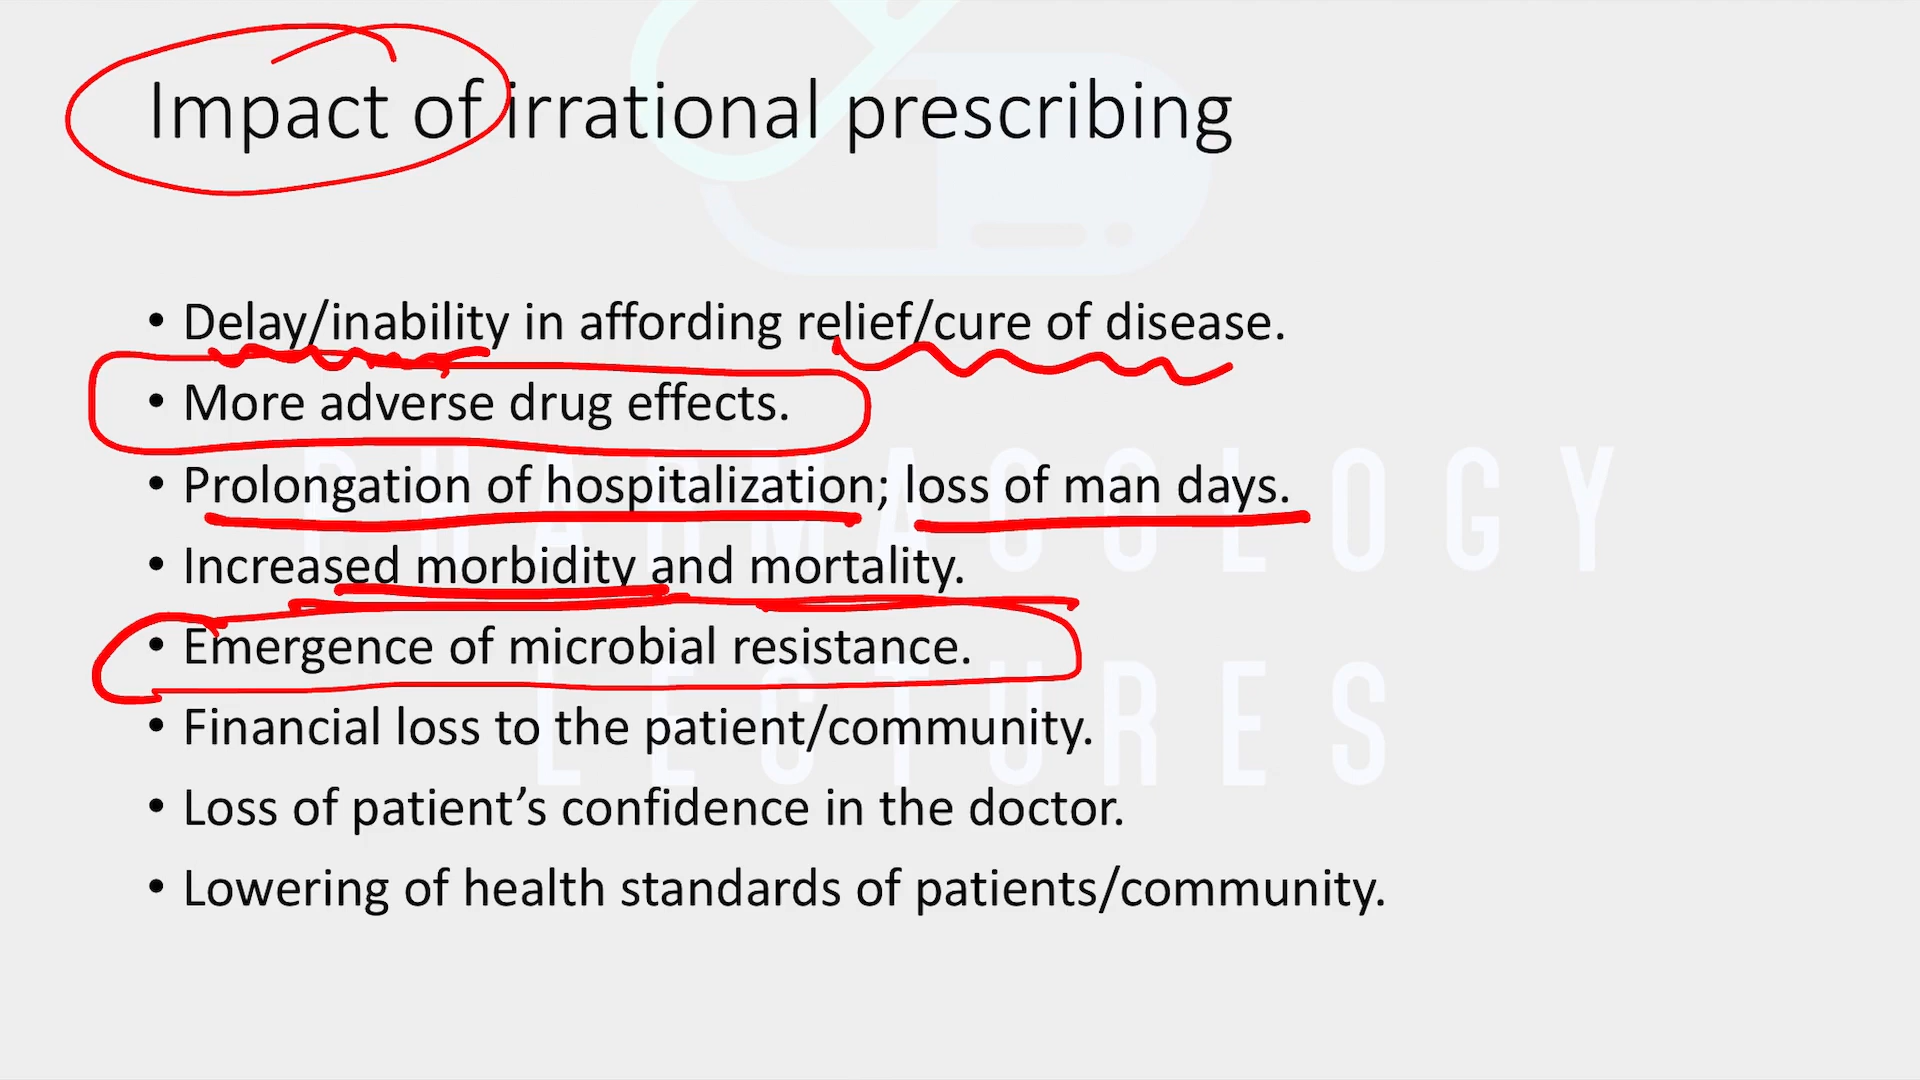 Impact of irrational prescribing
• Delay/inability in affording relief/cure of disease.
• More adverse drug effects.
• Prolongation of hospitalization; loss of man days.
• Increased morbidity and mortality.
• Emergence of microbial resistance.
• Financial loss to the patient/community.
• Loss of patient’s confidence in the doctor.
• Lowering of health standards of patients/community.
PHARMACOLOGY
LECTURES